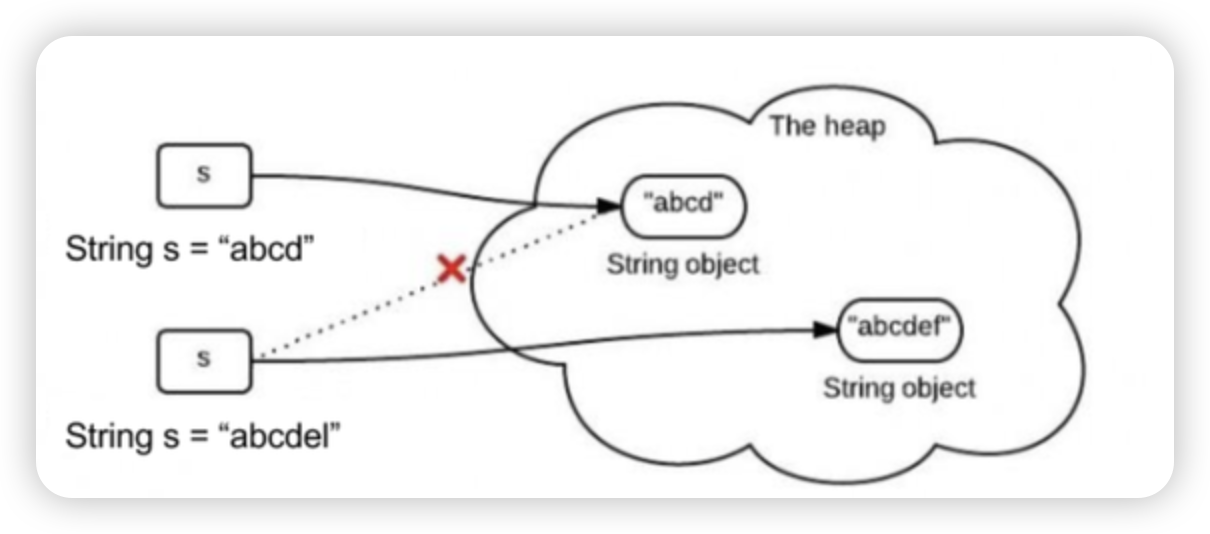 The heap
s
"abcd"
String s = “abcd”
String object
s
"abcdef"
String object
String s = “abcdel”